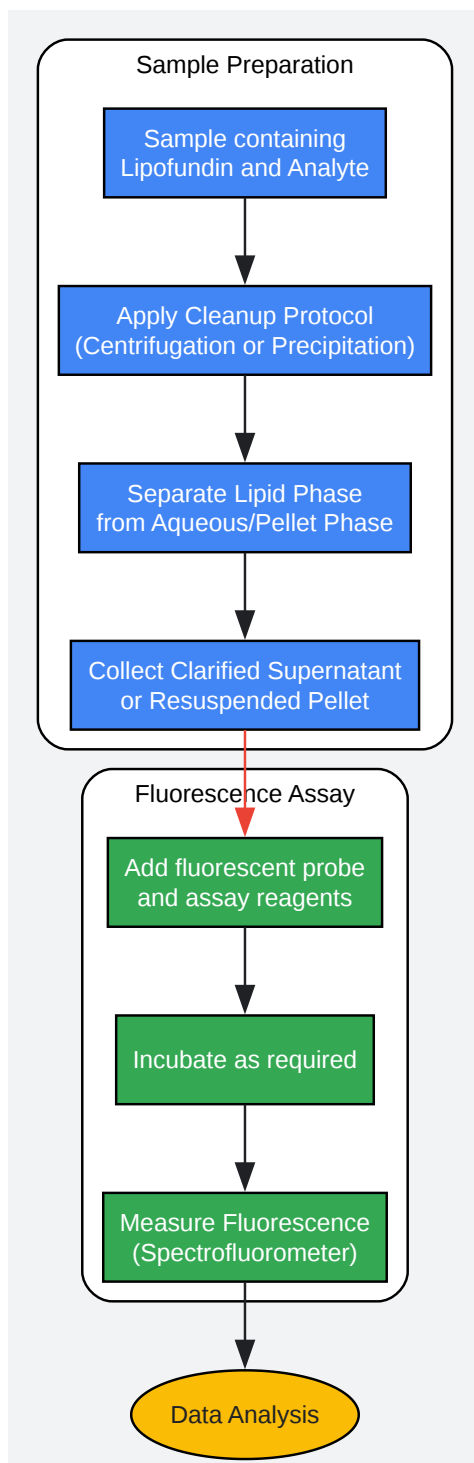 Sample Preparation
Sample containing
Lipofundin and Analyte
Apply Cleanup Protocol
(Centrifugation or Precipitation)
Separate Lipid Phase
from Aqueous/Pellet Phase
Collect Clarified Supernatant
or Resuspended Pellet
Fluorescence Assay
Add fluorescent probe
and assay reagents
Incubate as required
Measure Fluorescence
(Spectrofluorometer)
Data Analysis